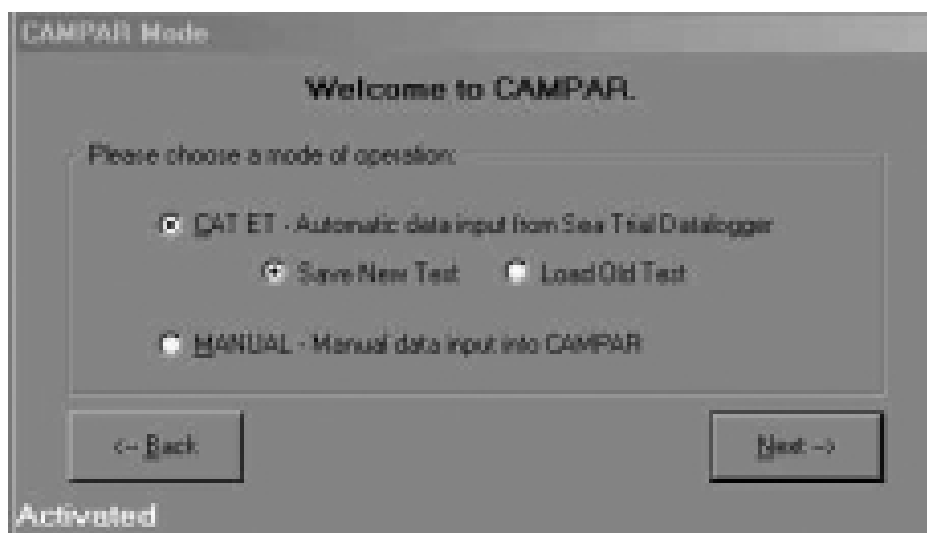 CAMPAR Mode
Welcome to CAMPAR.
Please choose a mode of operation:
CAT ET - Automatic data input from Sea Trial Datalogger
Save New Test Load Old Test
MANUAL - Manual data input into CAMPAR
<-- Back Next -->
Activated